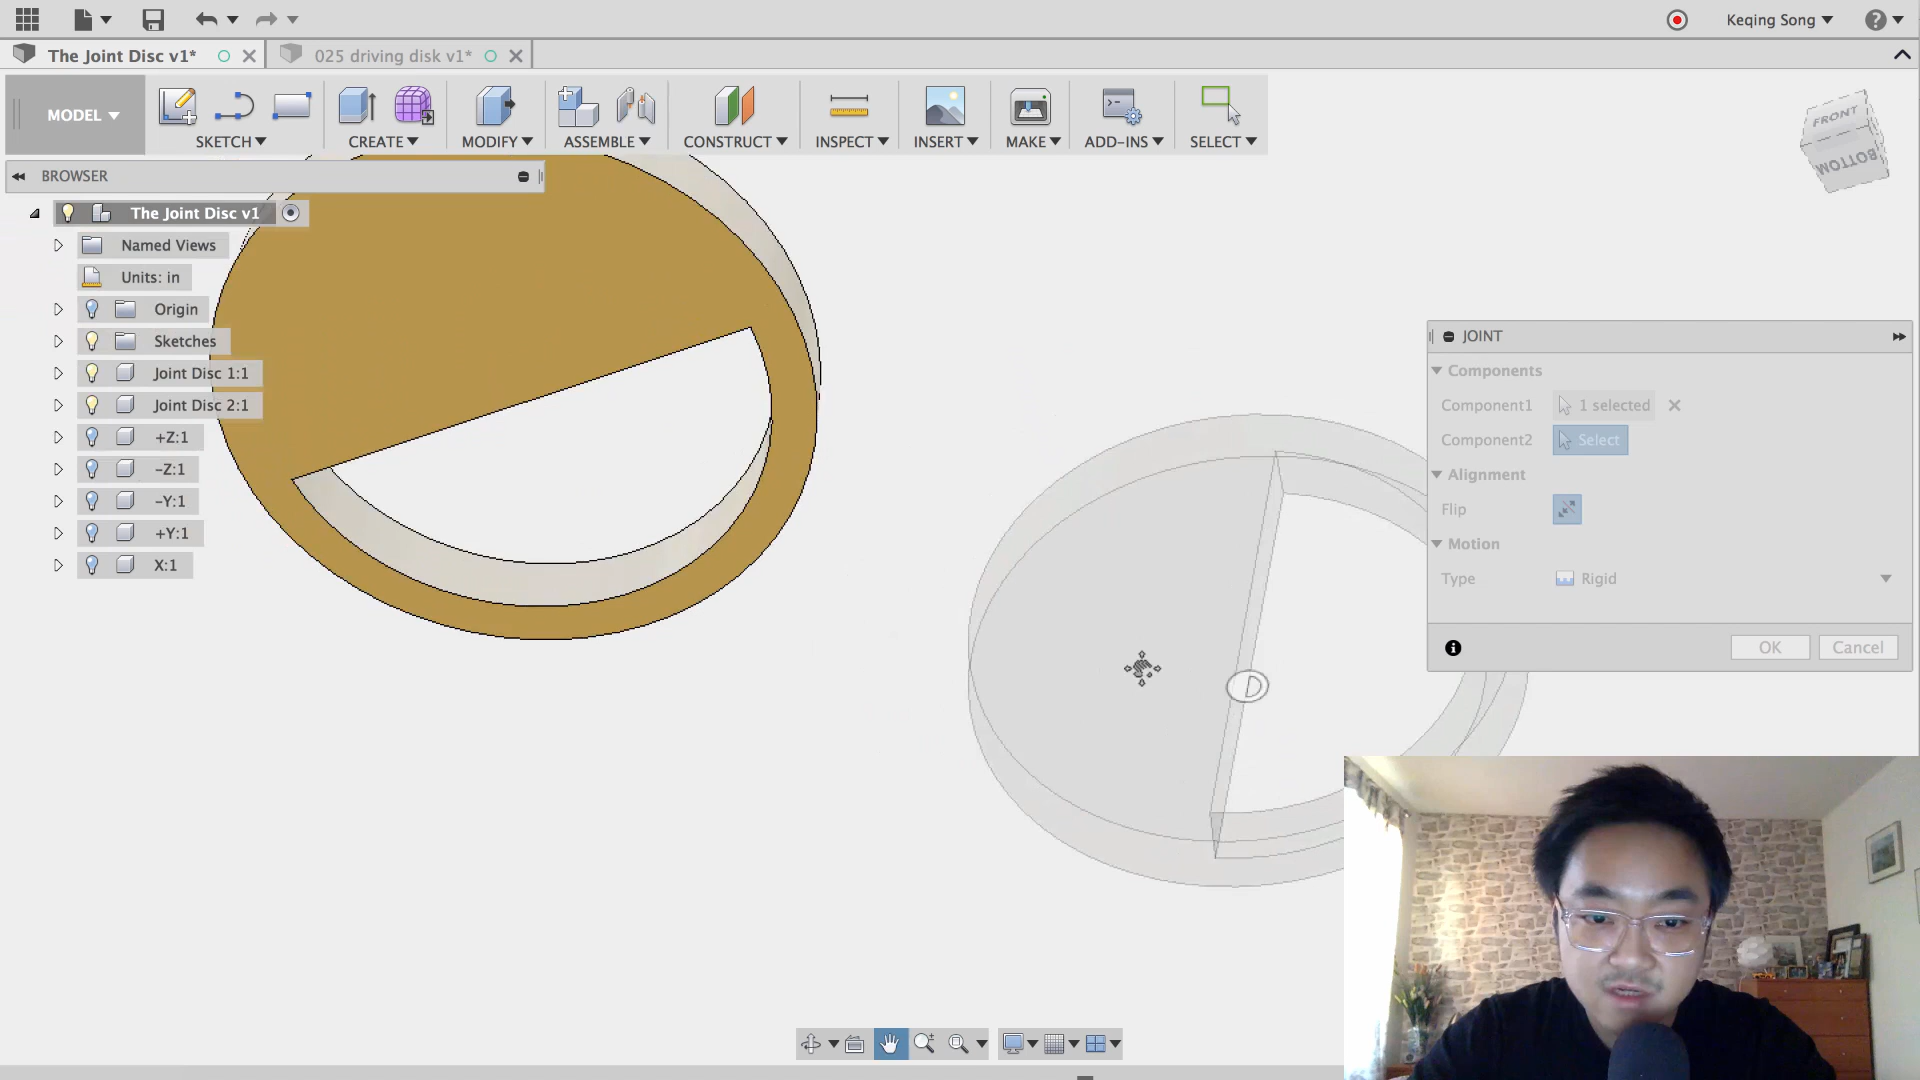 Keqing Song
The Joint Disc v1*
025 driving disk v1*
MODEL
SKETCH
CREATE
MODIFY
ASSEMBLE
CONSTRUCT
INSPECT
INSERT
MAKE
ADD-INS
SELECT
FRONT
BOTTOM
BROWSER
The Joint Disc v1
Named Views
Units: in
Origin
Sketches
Joint Disc 1:1
Joint Disc 2:1
+Z:1
-Z:1
-Y:1
+Y:1
X:1
JOINT
Components
Component1 1 selected
Component2 Select
Alignment
Flip
Motion
Type Rigid
OK Cancel